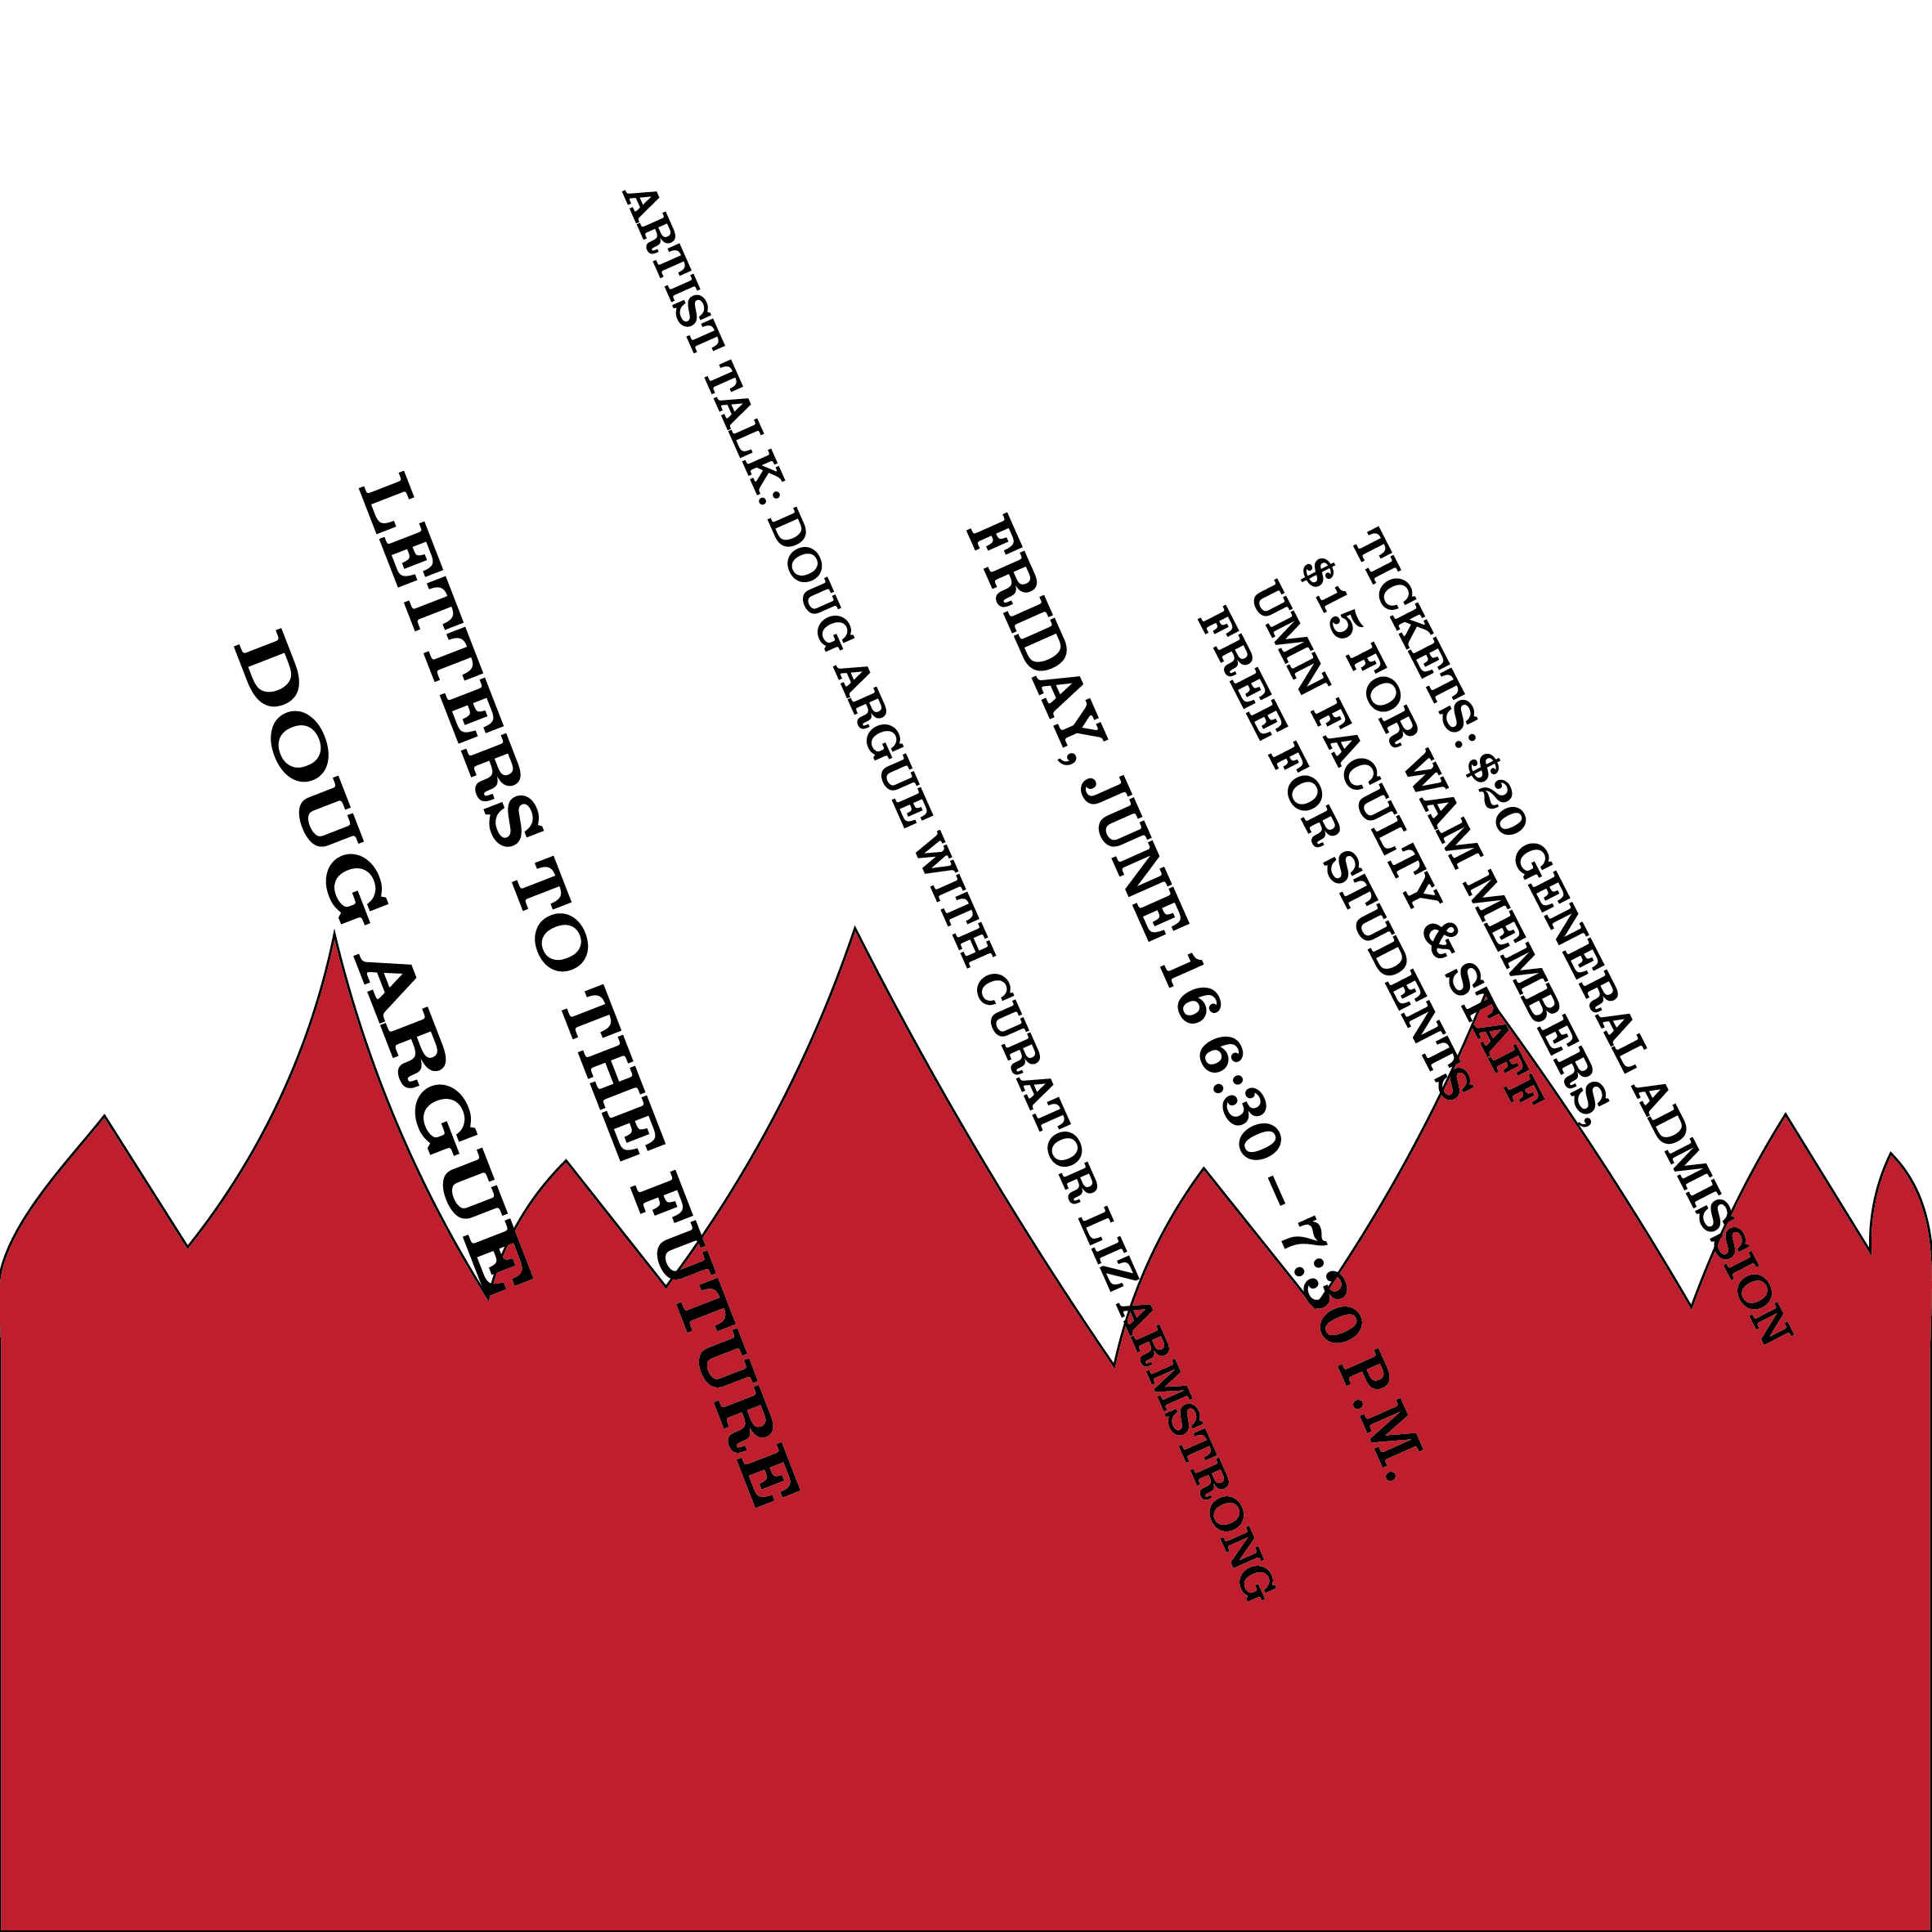 DOUG ARGUE
LETTERS TO THE FUTURE
ARTIST TALK: DOUG ARGUE WITH CURATOR LIZ ARMSTRONG
FRIDAY, JUNE 16 6:30 – 7:30 P.M.
TICKETS: $20 GENERAL ADMISSION
$15 FOR WAM MEMBERS,
UMN FACULTY & STAFF
FREE FOR STUDENTS